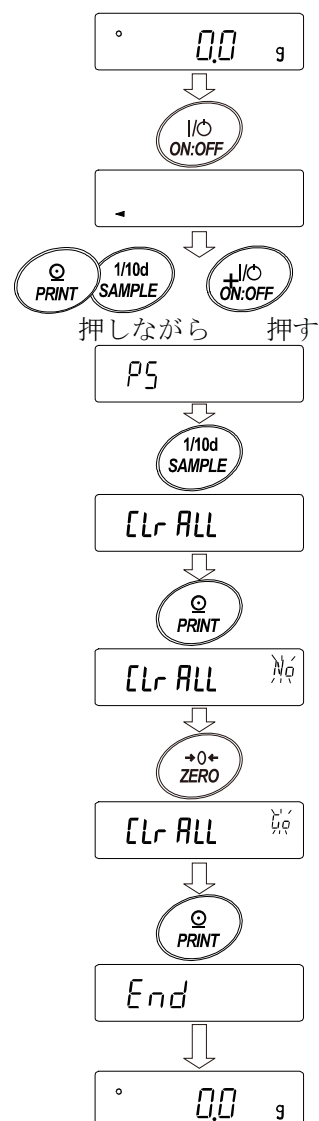 ° 0.0 g
I/⏻
ON:OFF
◄
PRINT
1/10d
SAMPLE
+
I/⏻
ON:OFF
押しながら 押す
PS
1/10d
SAMPLE
CLr ALL
PRINT
CLr ALL No
→0←
ZERO
CLr ALL Go
PRINT
End
° 0.0 g